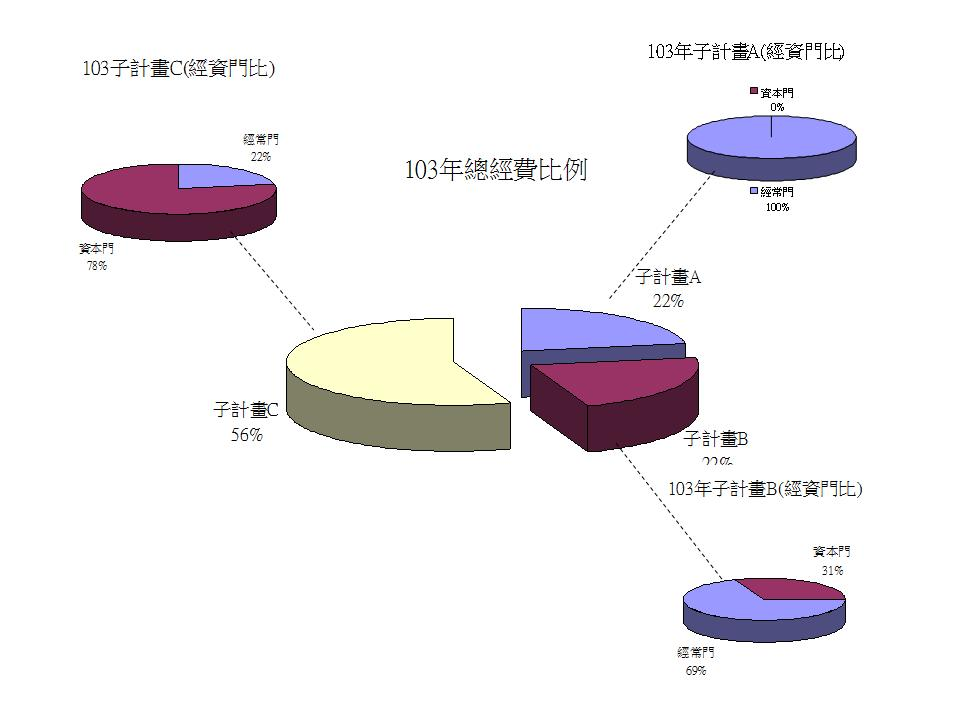 103年子計畫A(經資門比)
103子計畫C(經資門比)
資本門
0%
經常門
22%
103年總經費比例
經常門
100%
資本門
78%
子計畫A
22%
子計畫C
56%
子計畫B
22%
103年子計畫B(經資門比)
資本門
31%
經常門
69%